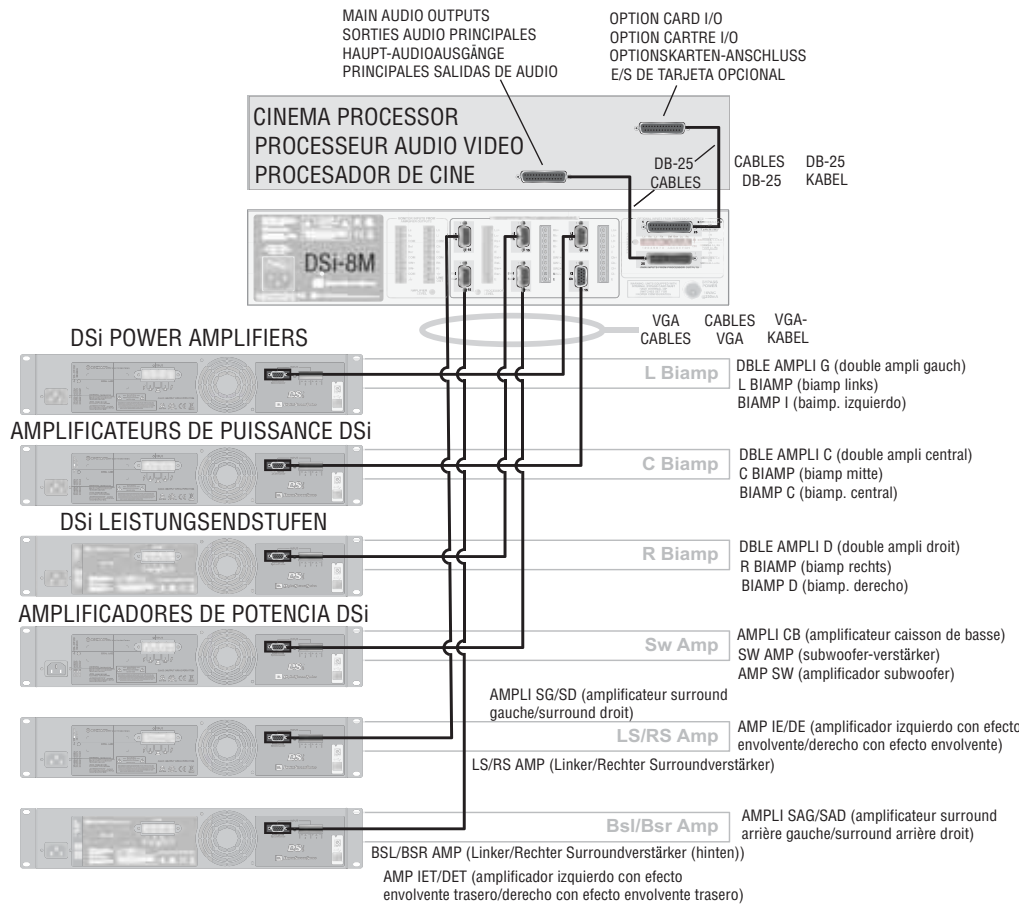 MAIN AUDIO OUTPUTS
SORTIES AUDIO PRINCIPALES
HAUPT-AUDIOAUSGÄNGE
PRINCIPALES SALIDAS DE AUDIO
OPTION CARD I/O
OPTION CARTRE I/O
OPTIONSKARTEN-ANSCHLUSS
E/S DE TARJETA OPCIONAL
CINEMA PROCESSOR
PROCESSEUR AUDIO VIDEO
PROCESADOR DE CINE
DB-25
CABLES
CABLES DB-25
DB-25 KABEL
DSi-8M
VGA CABLES VGA-
CABLES VGA KABEL
DSi POWER AMPLIFIERS
L Biamp
DBLE AMPLI G (double ampli gauch)
L BIAMP (biamp links)
BIAMP I (baimp. izquierdo)
AMPLIFICATEURS DE PUISSANCE DSi
C Biamp
DBLE AMPLI C (double ampli central)
C BIAMP (biamp mitte)
BIAMP C (biamp. central)
DSi LEISTUNGSENDSTUFEN
R Biamp
DBLE AMPLI D (double ampli droit)
R BIAMP (biamp rechts)
BIAMP D (biamp. derecho)
AMPLIFICADORES DE POTENCIA DSi
Sw Amp
AMPLI CB (amplificateur caisson de basse)
SW AMP (subwoofer-verstärker)
AMP SW (amplificador subwoofer)
AMPLI SG/SD (amplificateur surround
gauche/surround droit)
LS/RS Amp
AMP IE/DE (amplificador izquierdo con efecto
envolvente/derecho con efecto envolvente)
LS/RS AMP (Linker/Rechter Surroundverstärker)
Bsl/Bsr Amp
AMPLI SAG/SAD (amplificateur surround
arrière gauche/surround arrière droit)
BSL/BSR AMP (Linker/Rechter Surroundverstärker (hinten))
AMP IET/DET (amplificador izquierdo con efecto
envolvente trasero/derecho con efecto envolvente trasero)